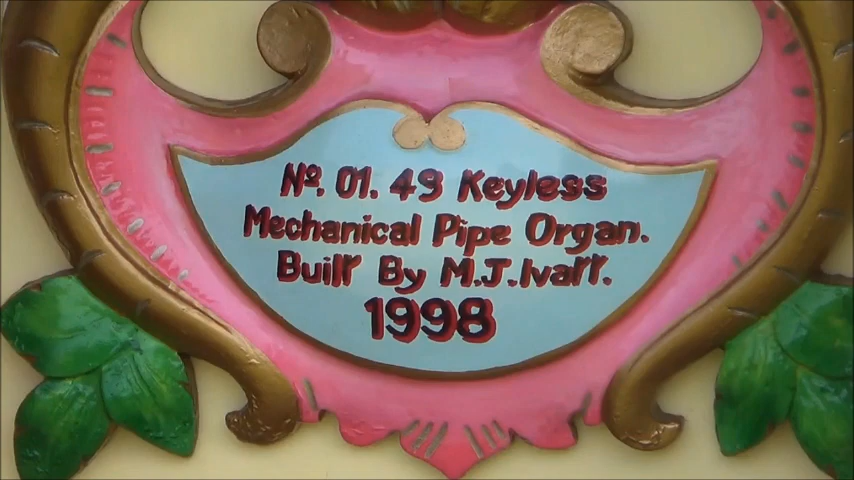 Nº. 01. 49 Keyless
Mechanical Pipe Organ.
Built By M.J.Ivatt.
1998